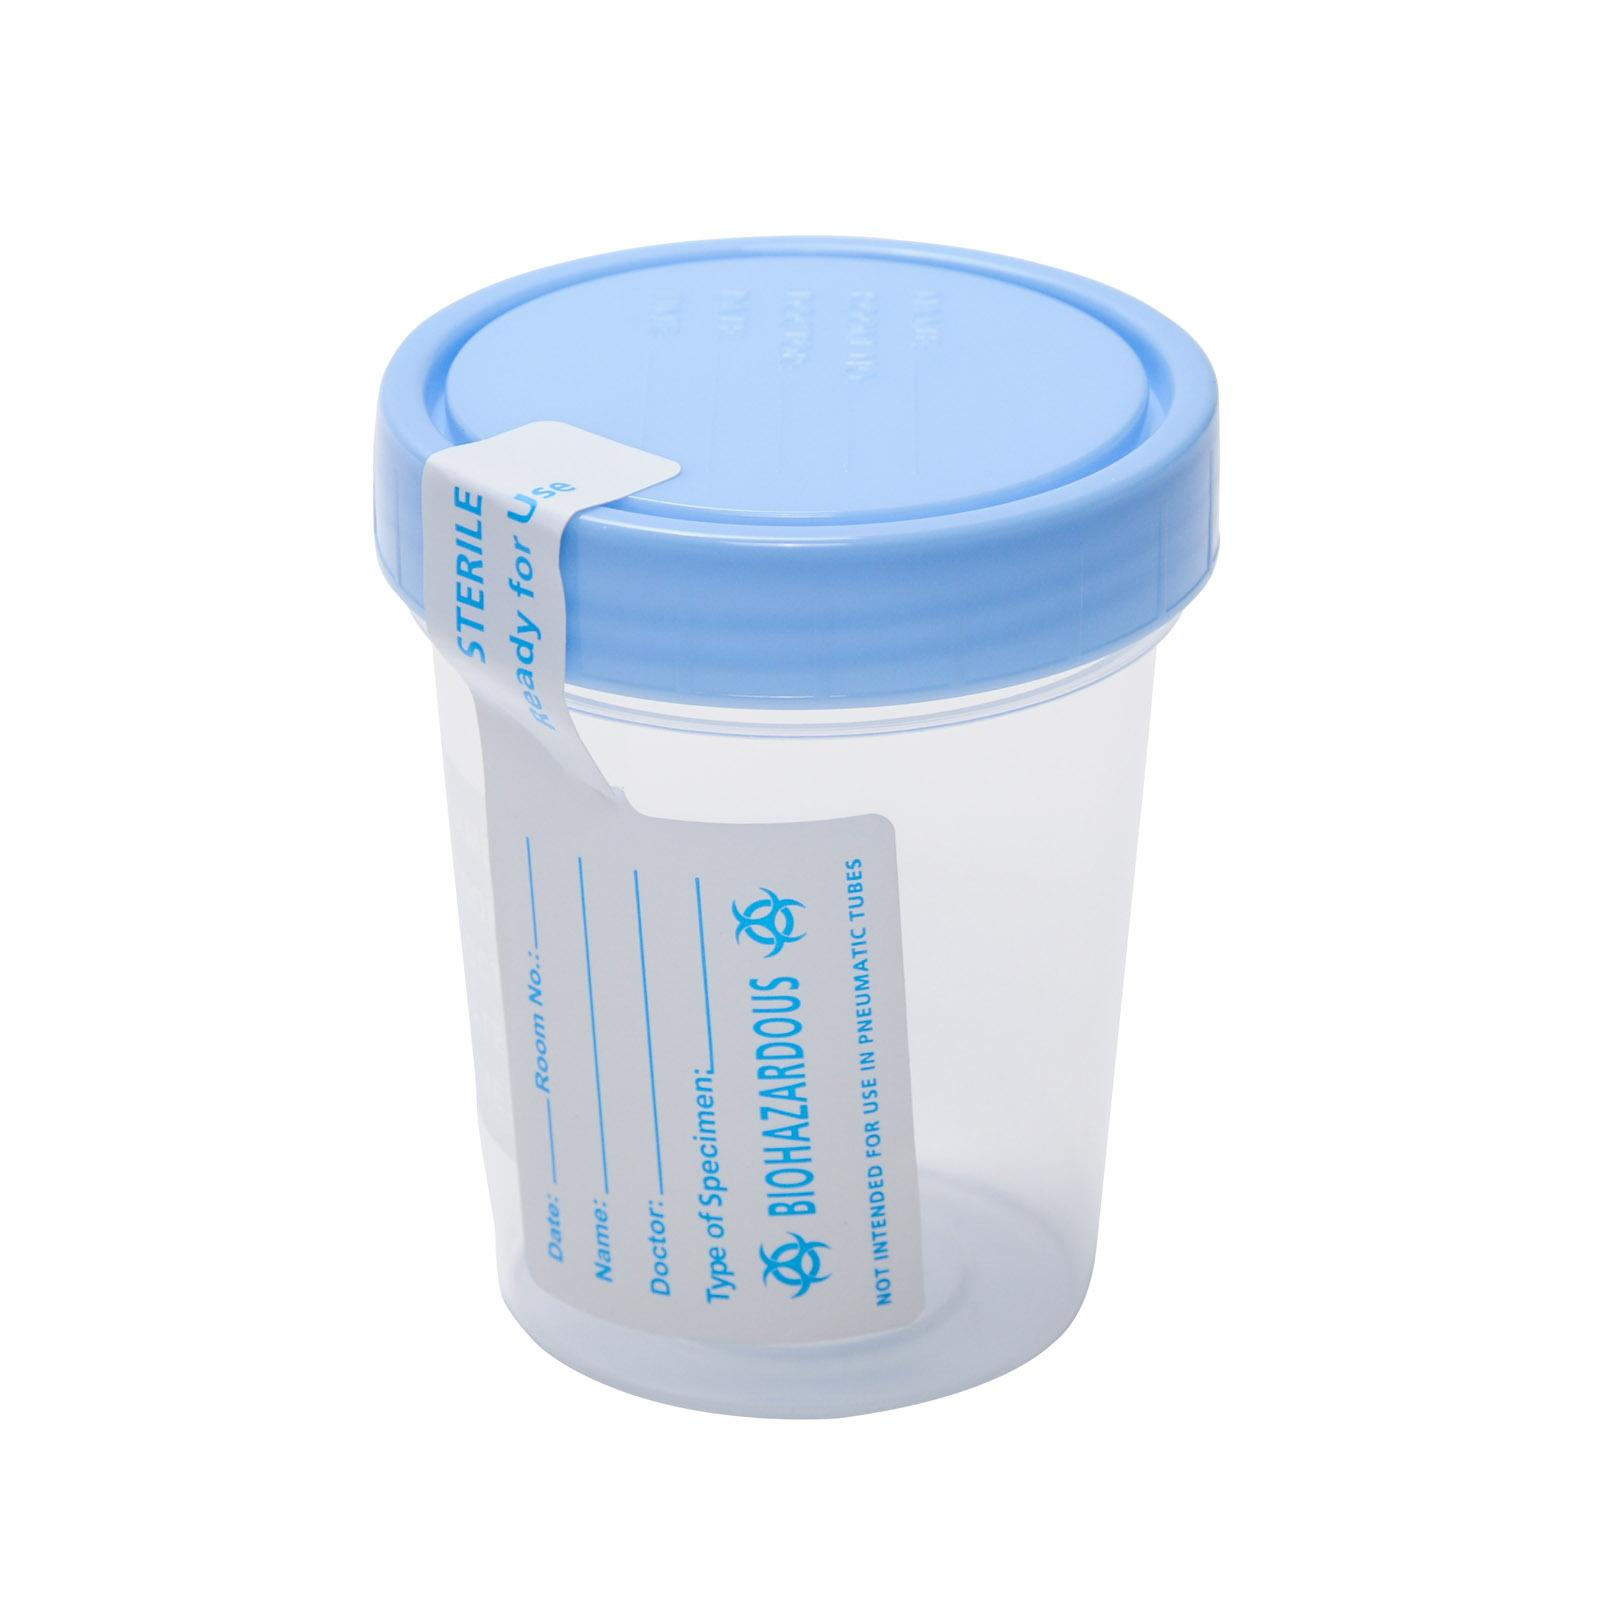 STERILE
Ready for Use
Date: Room No.:
Name:
Doctor:
Type of Specimen:
BIOHAZARDOUS
NOT INTENDED FOR USE IN PNEUMATIC TUBES